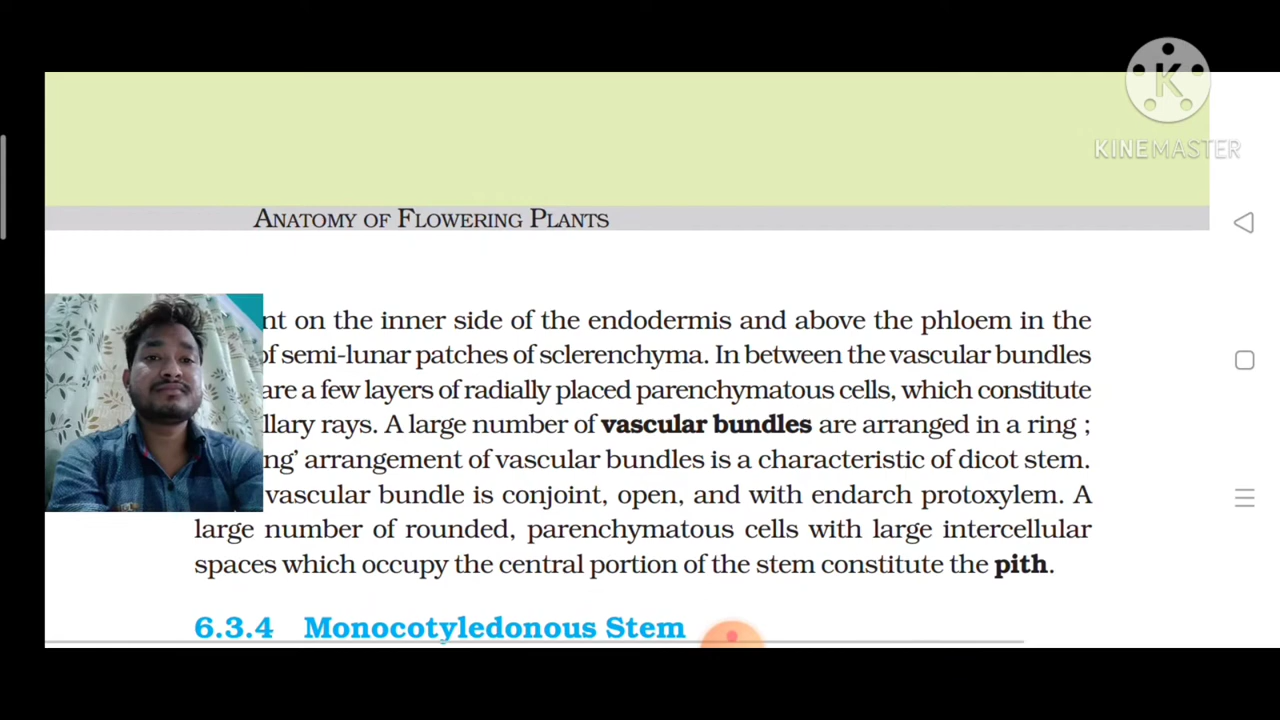 K
KINEMASTER
ANATOMY OF FLOWERING PLANTS
nt on the inner side of the endodermis and above the phloem in the
of semi-lunar patches of sclerenchyma. In between the vascular bundles
are a few layers of radially placed parenchymatous cells, which constitute
llary rays. A large number of vascular bundles are arranged in a ring ;
ng’ arrangement of vascular bundles is a characteristic of dicot stem.
vascular bundle is conjoint, open, and with endarch protoxylem. A
large number of rounded, parenchymatous cells with large intercellular
spaces which occupy the central portion of the stem constitute the pith.
6.3.4 Monocotyledonous Stem